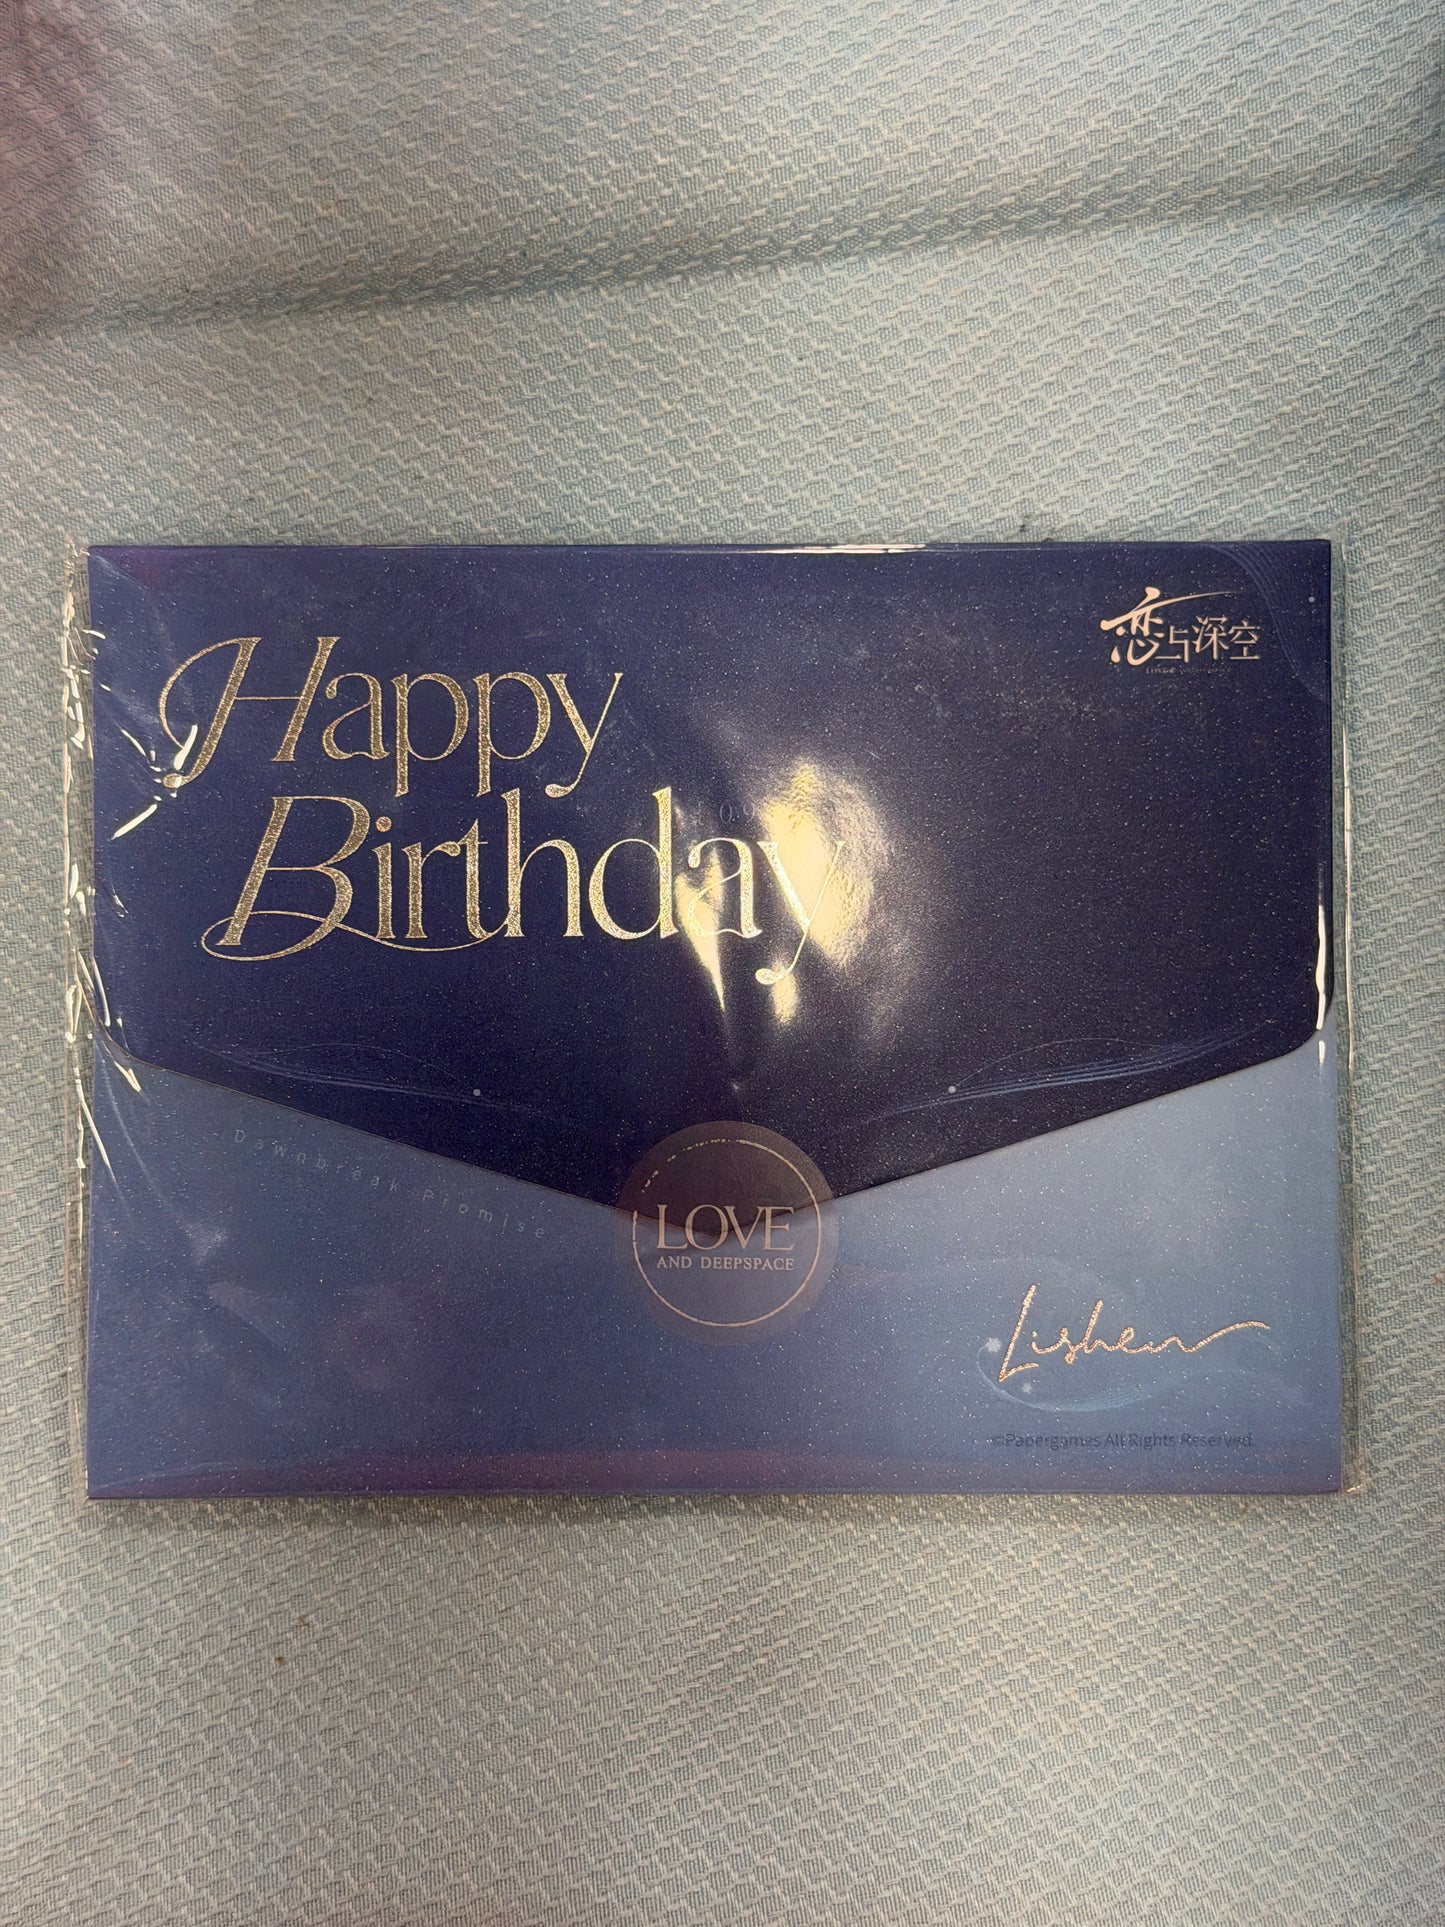 恋与深空
Happy
Birthday
Dawnbreak Promise
LOVE
AND DEEPSPACE
Lishen
©Papergames All Rights Reserved